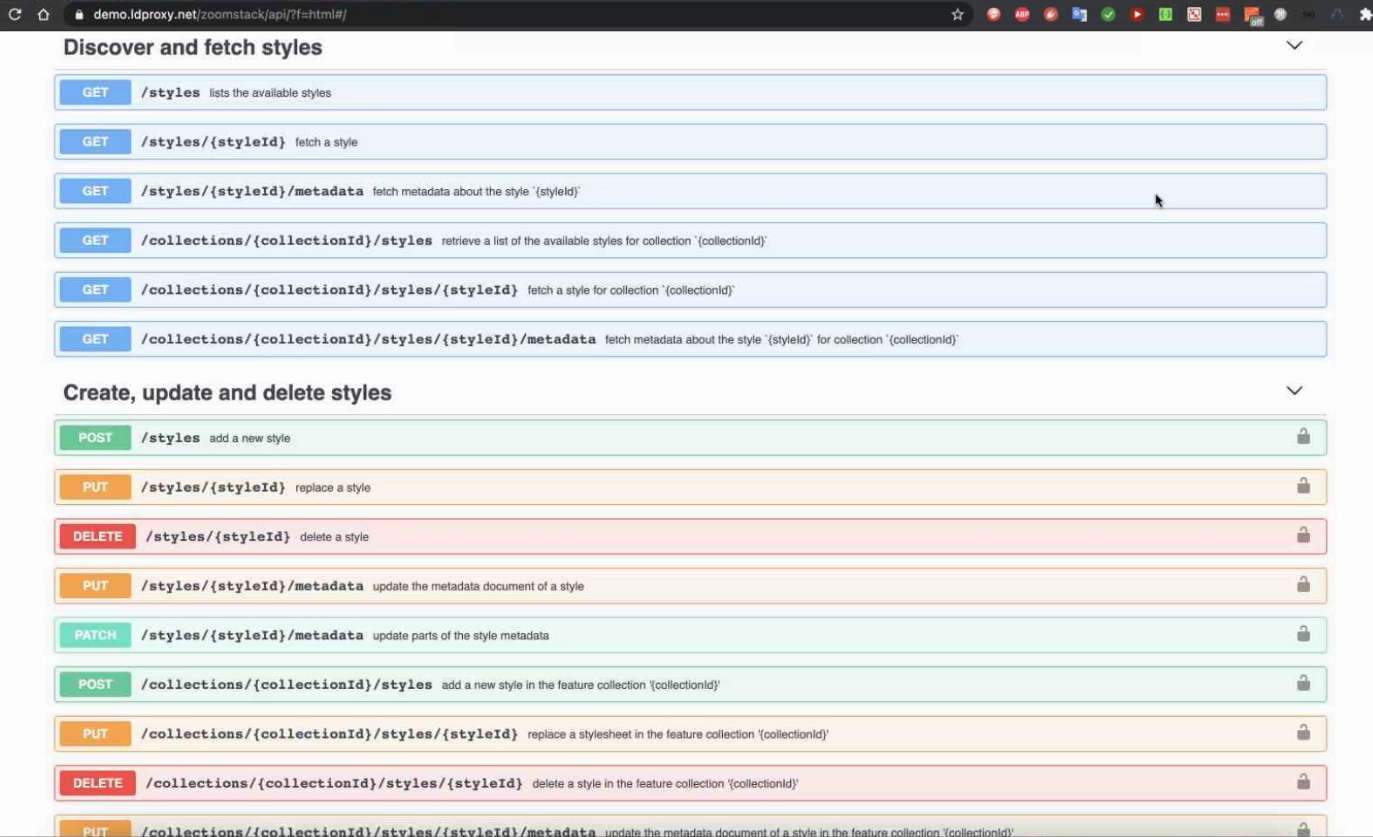 demo.ldproxy.net/zoomstack/api/?f=html#/
ABP
off
Discover and fetch styles
GET /styles lists the available styles
GET /styles/{styleId} fetch a style
GET /styles/{styleId}/metadata fetch metadata about the style `{styleId}`
GET /collections/{collectionId}/styles retrieve a list of the available styles for collection `{collectionId}`
GET /collections/{collectionId}/styles/{styleId} fetch a style for collection `{collectionId}`
GET /collections/{collectionId}/styles/{styleId}/metadata fetch metadata about the style `{styleId}` for collection `{collectionId}`
Create, update and delete styles
POST /styles add a new style
PUT /styles/{styleId} replace a style
DELETE /styles/{styleId} delete a style
PUT /styles/{styleId}/metadata update the metadata document of a style
PATCH /styles/{styleId}/metadata update parts of the style metadata
POST /collections/{collectionId}/styles add a new style in the feature collection '{collectionId}'
PUT /collections/{collectionId}/styles/{styleId} replace a stylesheet in the feature collection '{collectionId}'
DELETE /collections/{collectionId}/styles/{styleId} delete a style in the feature collection '{collectionId}'
PUT /collections/{collectionId}/styles/{styleId}/metadata update the metadata document of a style in the feature collection '{collectionId}'